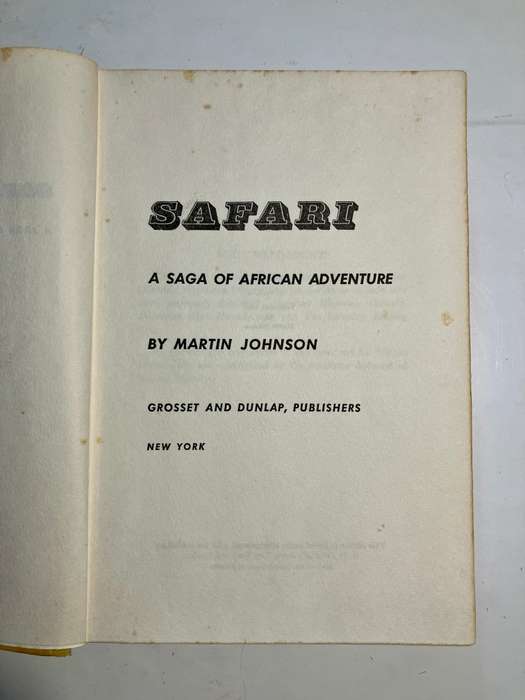 SAFARI
A SAGA OF AFRICAN ADVENTURE
BY MARTIN JOHNSON
GROSSET AND DUNLAP, PUBLISHERS
NEW YORK